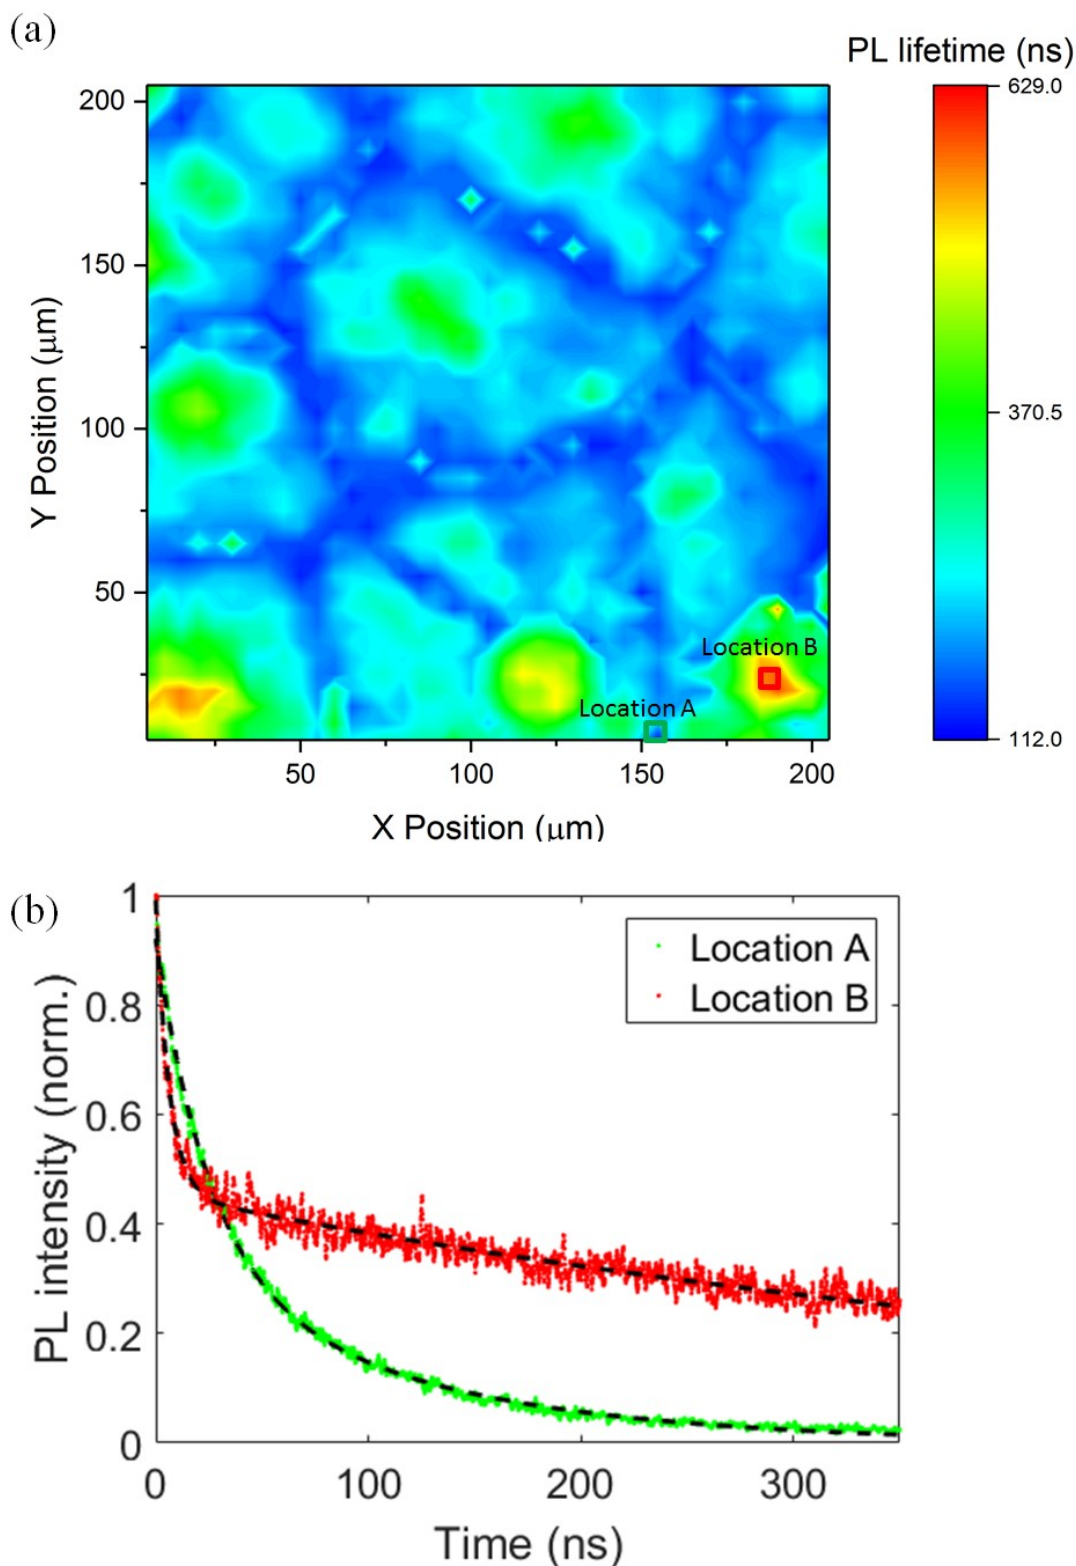 (a)
PL lifetime (ns)
629.0
370.5
112.0
200
150
100
50
Y Position (μm)
Location B
Location A
50
100
150
200
X Position (μm)
(b)
1
0.8
0.6
0.4
0.2
0
PL intensity (norm.)
Location A
Location B
0
100
200
300
Time (ns)